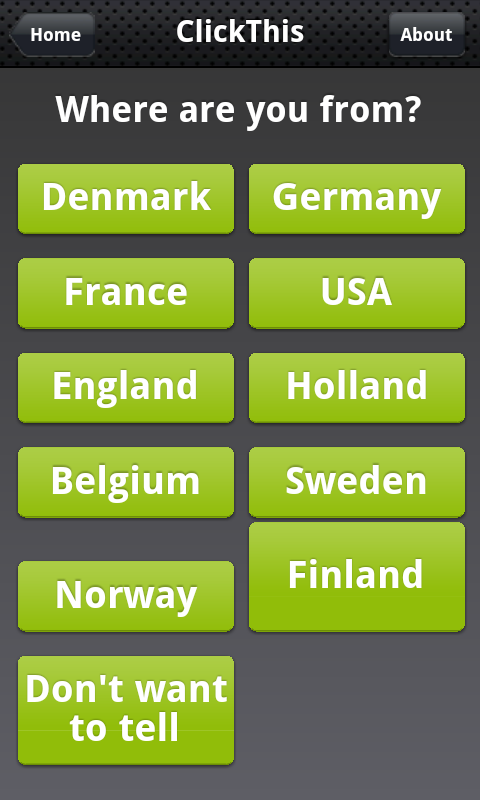 Home
ClickThis
About
Where are you from?
Denmark
Germany
France
USA
England
Holland
Belgium
Sweden
Norway
Finland
Don't want
to tell